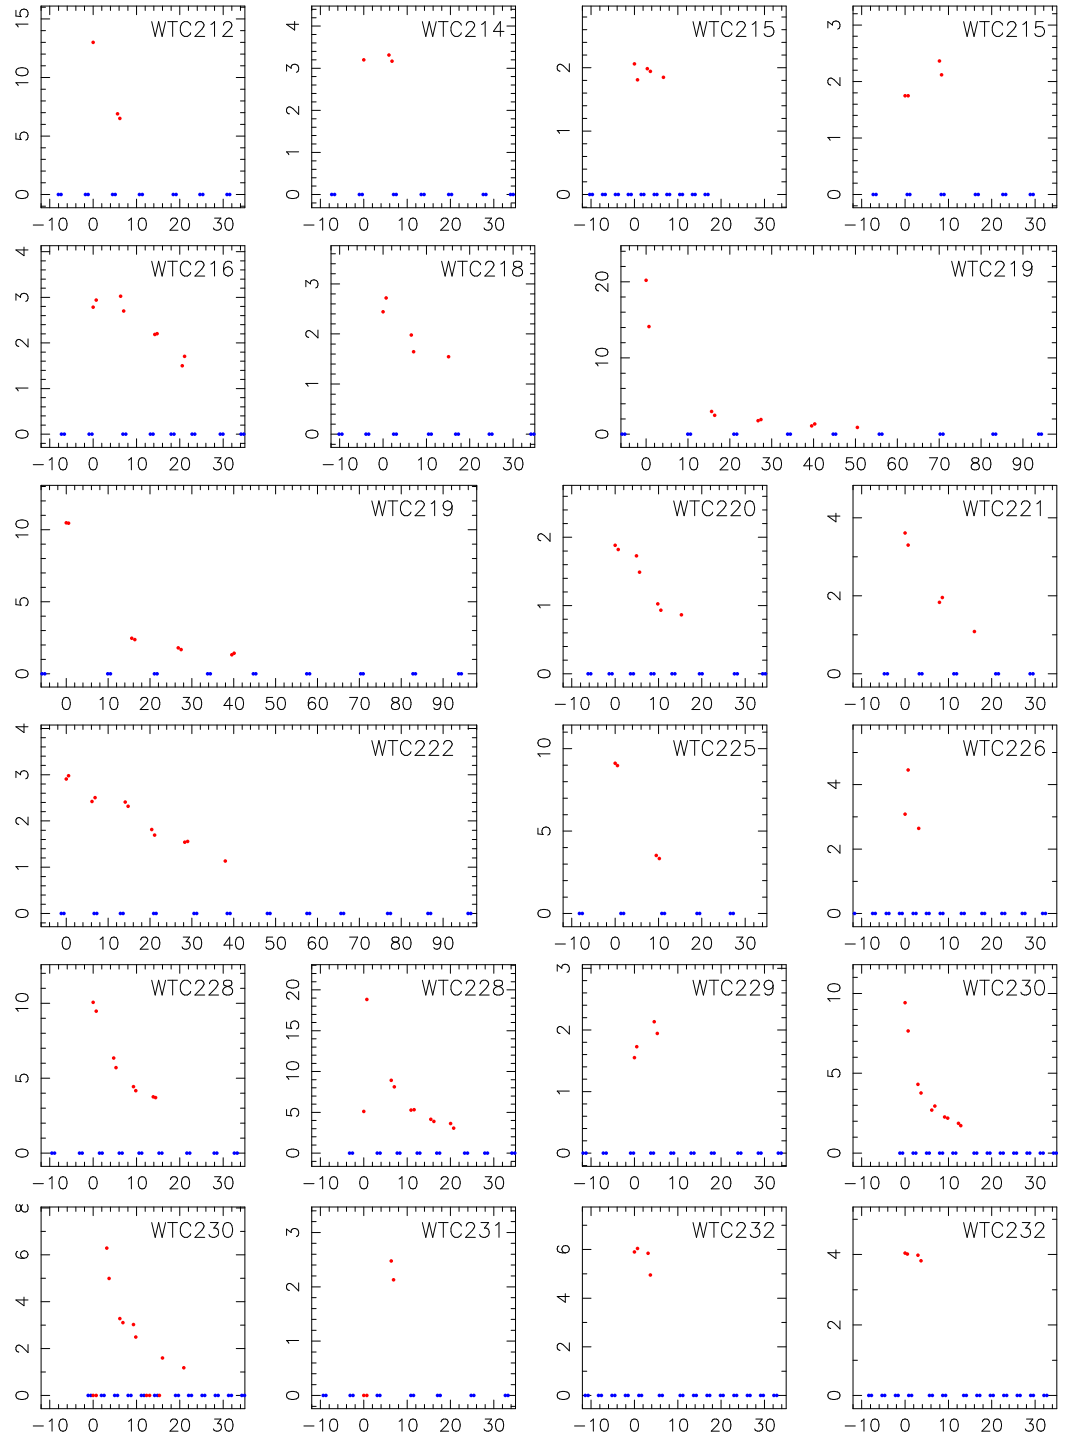 WTC212 WTC214 WTC215 WTC215
15 10 5 0
4 3 2 1 0
2 1 0
3 2 1 0
−10 0 10 20 30 −10 0 10 20 30 −10 0 10 20 30 −10 0 10 20 30
WTC216 WTC218 WTC219
4 3 2 1 0
3 2 1 0
20 10 0
−10 0 10 20 30 −10 0 10 20 30 0 10 20 30 40 50 60 70 80 90
WTC219 WTC220 WTC221
10 5 0
2 1 0
4 2 0
0 10 20 30 40 50 60 70 80 90 −10 0 10 20 30 −10 0 10 20 30
WTC222 WTC225 WTC226
4 3 2 1 0
10 5 0
4 2 0
0 10 20 30 40 50 60 70 80 90 −10 0 10 20 30 −10 0 10 20 30
WTC228 WTC228 WTC229 WTC230
10 5 0
20 15 10 5 0
3 2 1 0
10 5 0
−10 0 10 20 30 −10 0 10 20 30 −10 0 10 20 30 −10 0 10 20 30
WTC230 WTC231 WTC232 WTC232
8 6 4 2 0
3 2 1 0
6 4 2 0
4 2 0
−10 0 10 20 30 −10 0 10 20 30 −10 0 10 20 30 −10 0 10 20 30